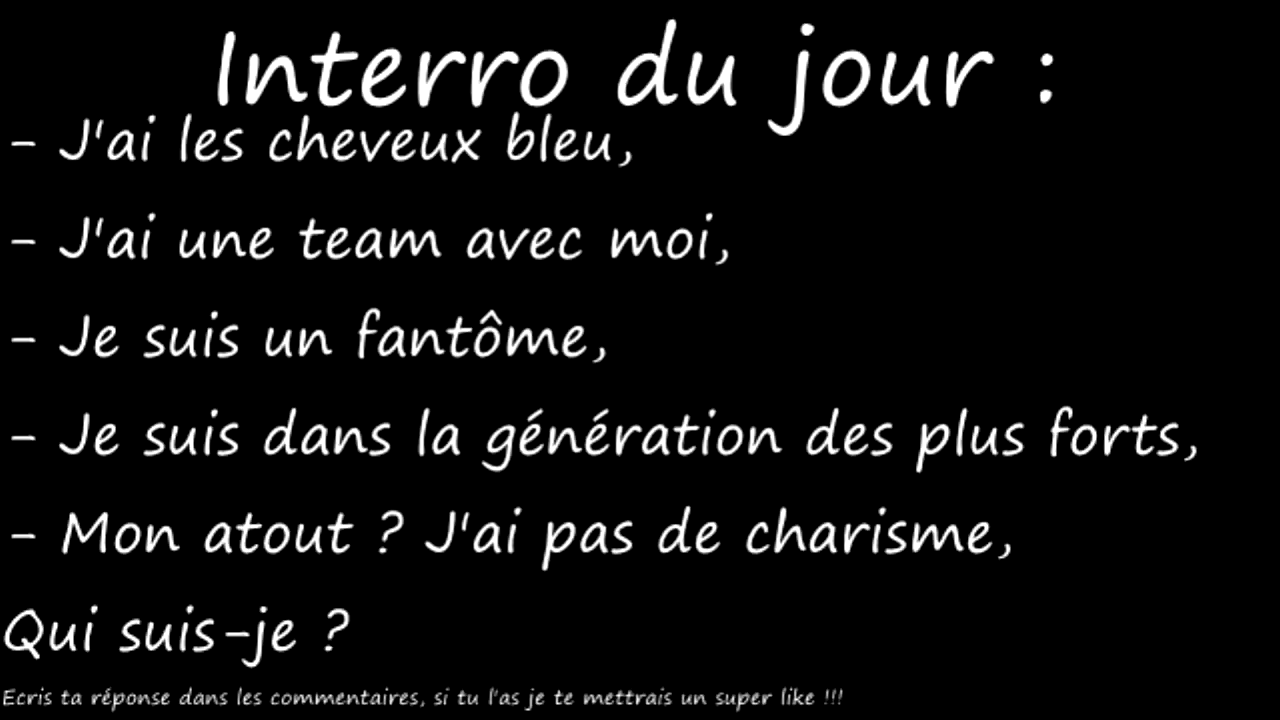 Interro du jour :
- J'ai les cheveux bleu,
- J'ai une team avec moi,
- Je suis un fantôme,
- Je suis dans la génération des plus forts,
- Mon atout ? J'ai pas de charisme,
Qui suis-je ?
Ecris ta réponse dans les commentaires, si tu l'as je te mettrais un super like !!!